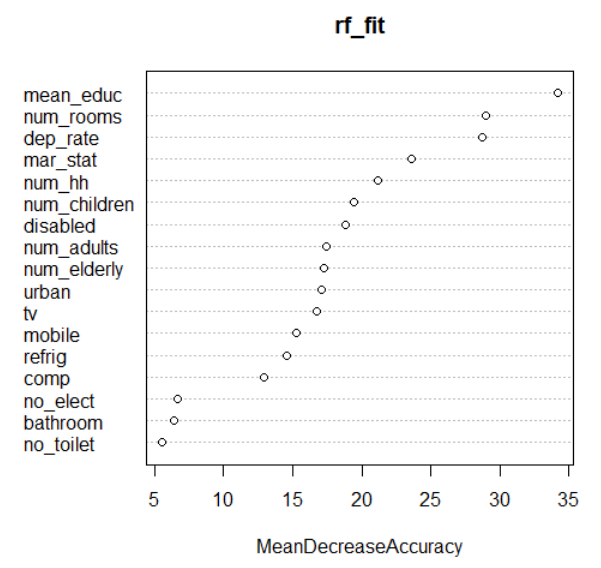 rf_fit
mean_educ
num_rooms
dep_rate
mar_stat
num_hh
num_children
disabled
num_adults
num_elderly
urban
tv
mobile
refrig
comp
no_elect
bathroom
no_toilet
5 10 15 20 25 30 35
MeanDecreaseAccuracy